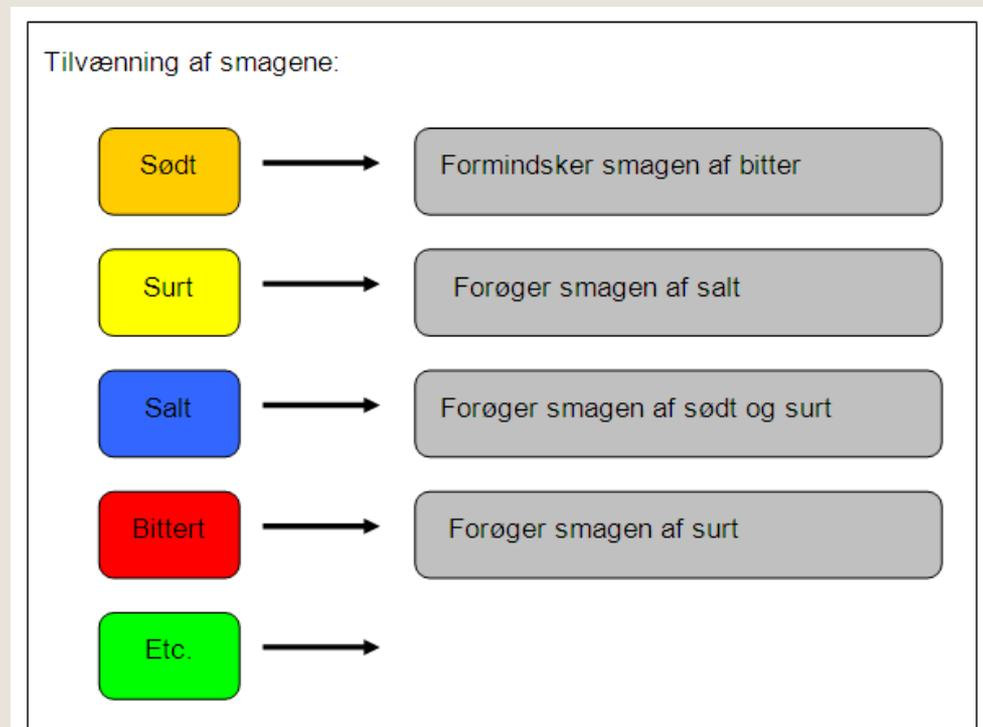 Tilvænning af smagene:
Sødt
Formindsker smagen af bitter
Surt
Forøger smagen af salt
Salt
Forøger smagen af sødt og surt
Bittert
Forøger smagen af surt
Etc.